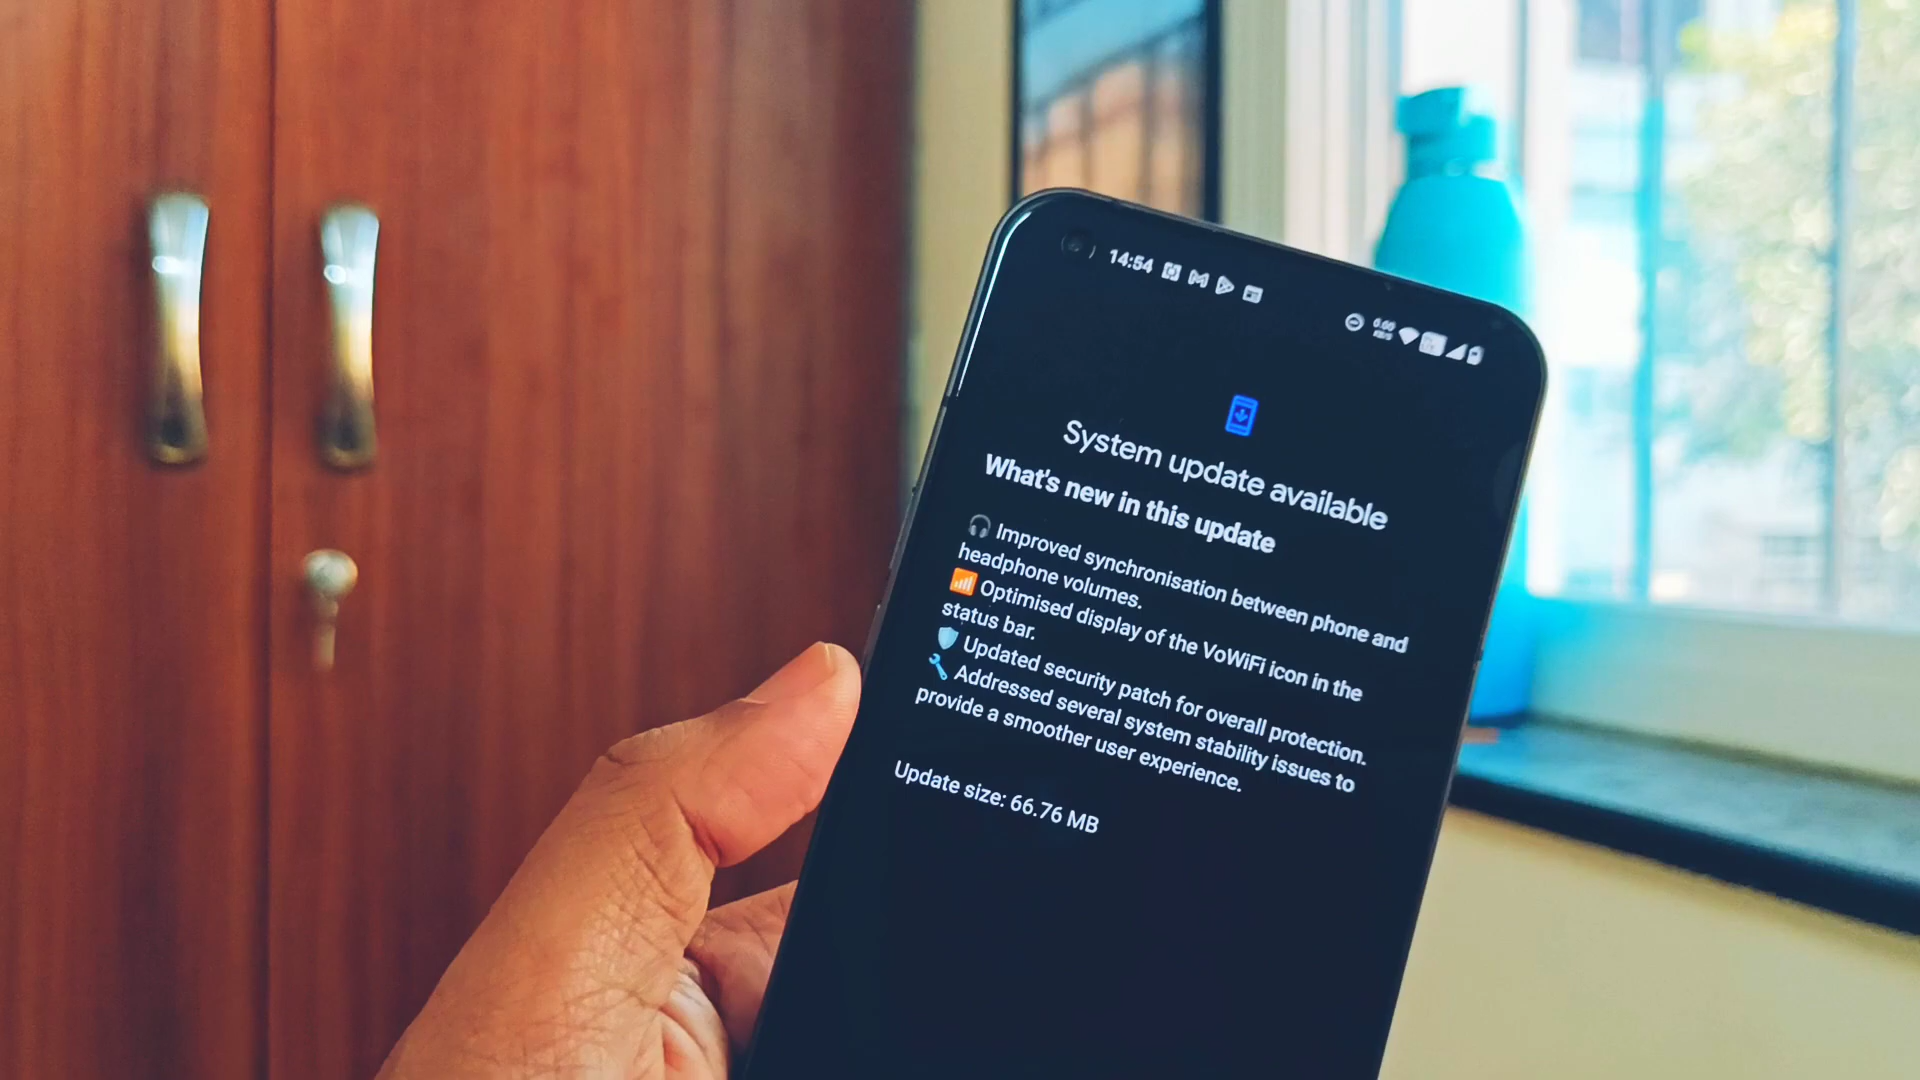 14:54
System update available
What's new in this update
🎧 Improved synchronisation between phone and
headphone volumes.
📶 Optimised display of the VoWiFi icon in the
status bar.
🛡️ Updated security patch for overall protection.
🔧 Addressed several system stability issues to
provide a smoother user experience.
Update size: 66.76 MB